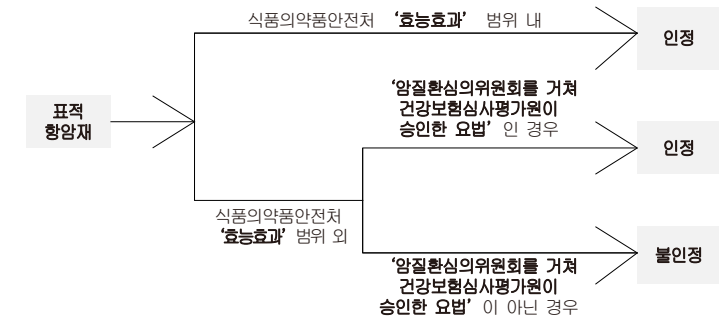 식품의약품안전처 ‘효능효과’ 범위 내
인정
‘암질환심의위원회를 거쳐
건강보험심사평가원이
승인한 요법’ 인 경우
표적
항암재
인정
식품의약품안전처
‘효능효과’ 범위 외
불인정
‘암질환심의위원회를 거쳐
건강보험심사평가원이
승인한 요법’ 이 아닌 경우